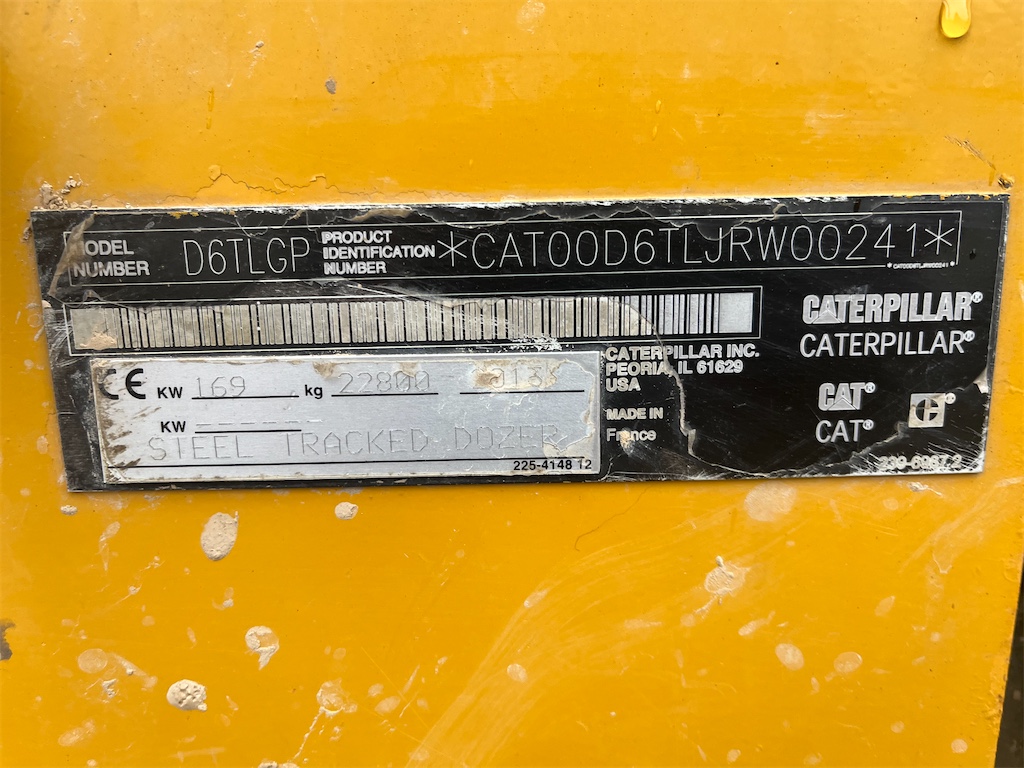 MODEL NUMBER D6TLGP PRODUCT IDENTIFICATION NUMBER *CAT00D6TLJRW00241*
*CAT00D6TLJRW00241*
CATERPILLAR®
CATERPILLAR®
CATERPILLAR INC.
PEORIA, IL 61629
USA
MADE IN
France
CAT®
CAT®
CE KW 169 kg 22800
KW
STEEL TRACKED DOZER
225-4148 12